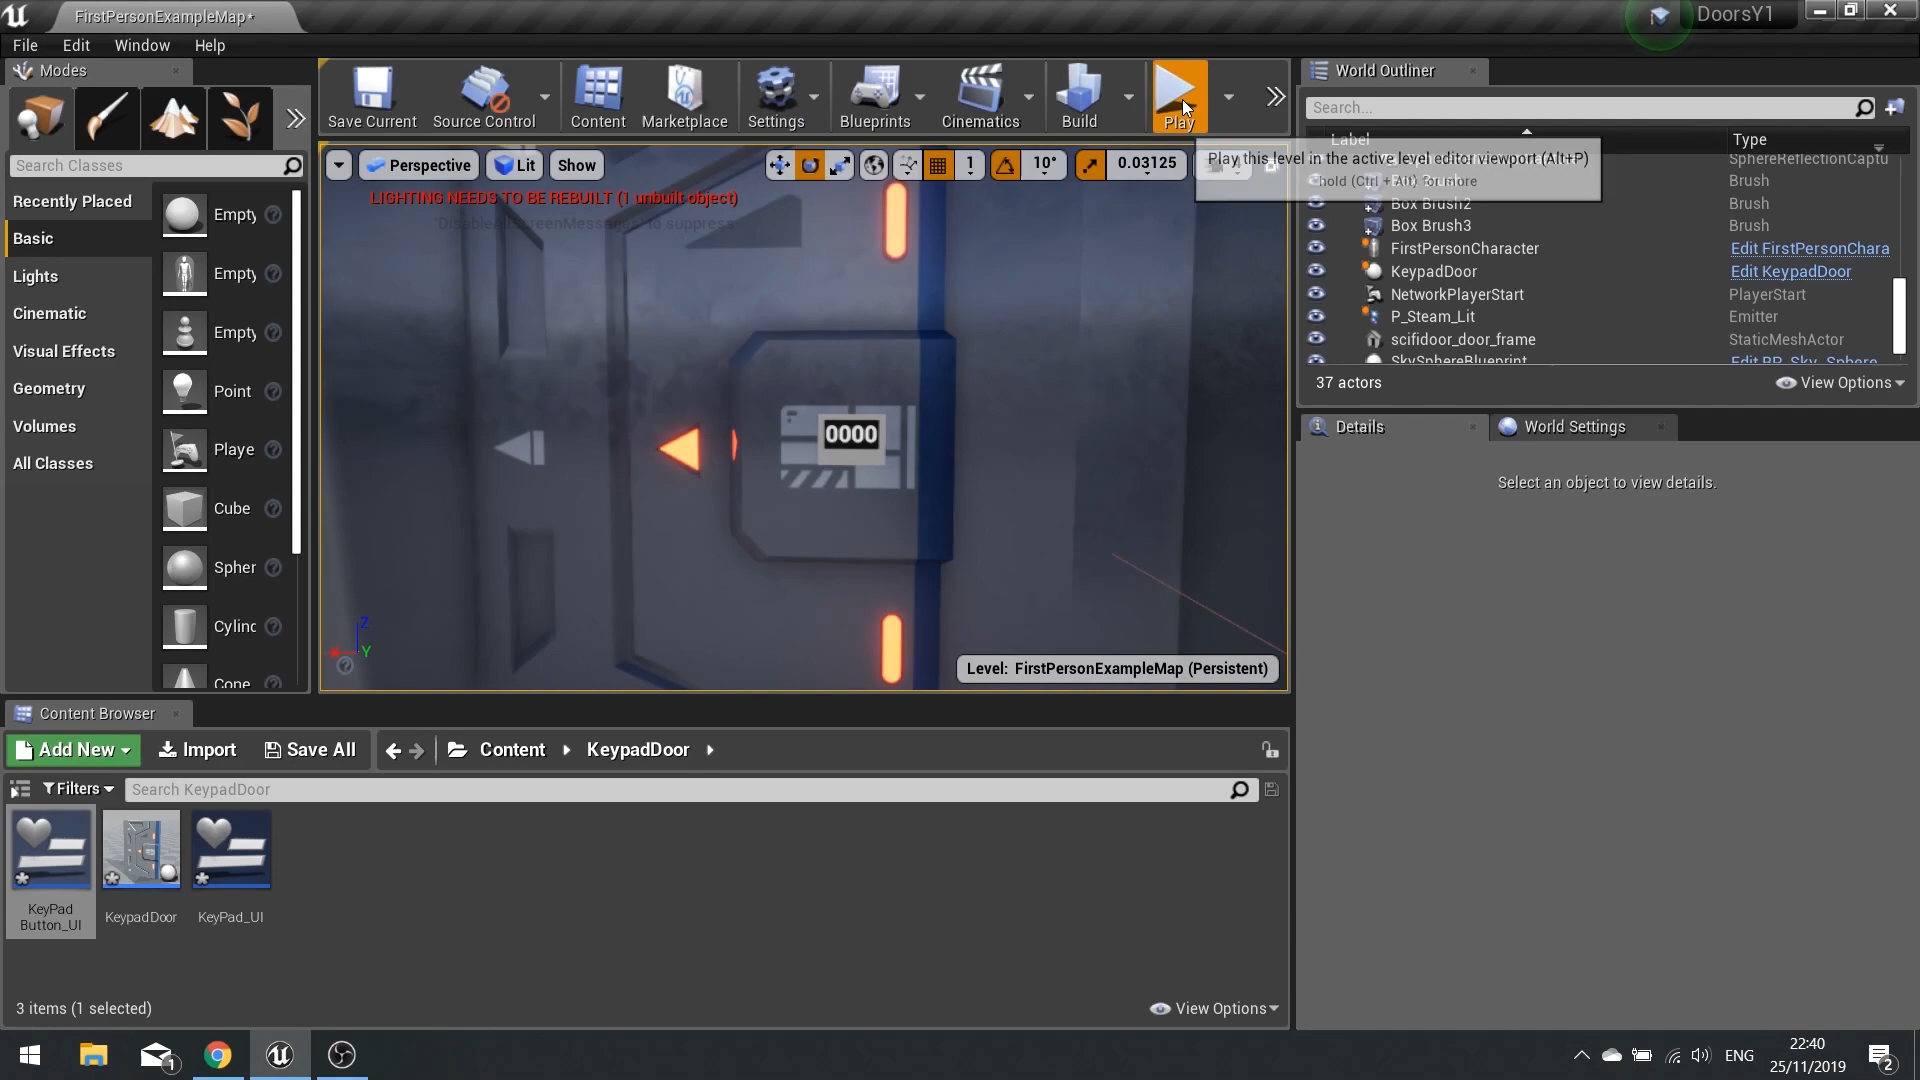 FirstPersonExampleMap*
DoorsY1
File Edit Window Help
Modes
Save Current
Source Control
Content
Marketplace
Settings
Blueprints
Cinematics
Build
Play
World Outliner
Search...
Label
Type
Search Classes
Perspective
Lit
Show
1
10°
0.03125
Play this level in the active level editor viewport (Alt+P)
hold (Ctrl + Alt) for more
LIGHTING NEEDS TO BE REBUILT (1 unbuilt object)
'DisableAllScreenMessages' to suppress
Recently Placed
Basic
Lights
Cinematic
Visual Effects
Geometry
Volumes
All Classes
Empty
Empty
Empty
Point
Playe
Cube
Spher
Cylinc
Cone
0000
Z
Y
Level: FirstPersonExampleMap (Persistent)
SphereReflectionCaptu
Brush
Box Brush2 Brush
Box Brush3 Brush
FirstPersonCharacter Edit FirstPersonChara
KeypadDoor Edit KeypadDoor
NetworkPlayerStart PlayerStart
P_Steam_Lit Emitter
scifidoor_door_frame StaticMeshActor
SkySphereBlueprint Edit BP_Sky_Sphere
37 actors
View Options
Details
World Settings
Select an object to view details.
Content Browser
Add New
Import
Save All
Content
KeypadDoor
Filters
Search KeypadDoor
KeyPad
Button_UI
KeypadDoor
KeyPad_UI
3 items (1 selected)
View Options
1
ENG
22:40
25/11/2019
2